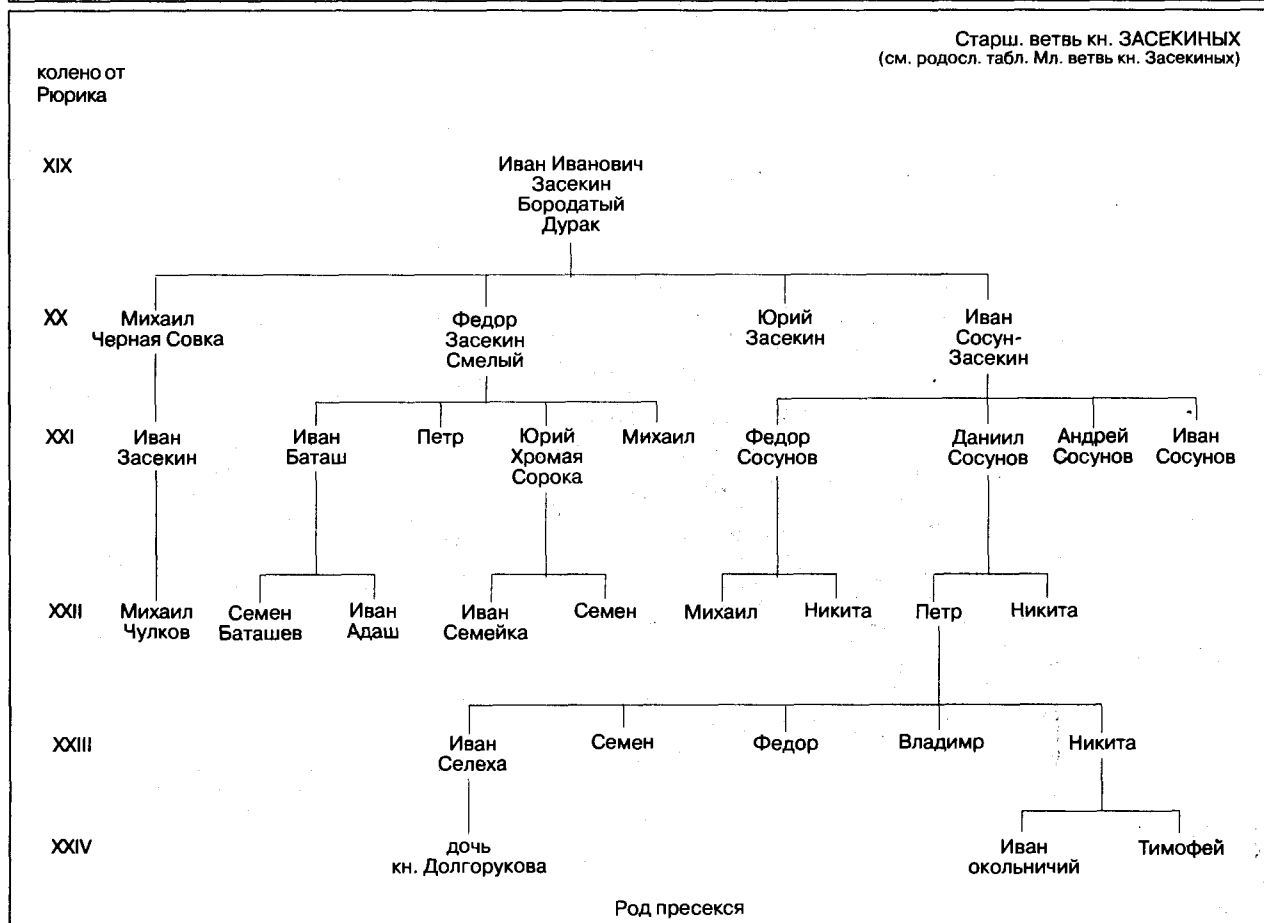 Старш. ветвь кн. ЗАСЕКИНЫХ
(см. родосл. табл. Мл. ветвь кн. Засекиных)
колено от
Рюрика
XIX
Иван Иванович
Засекин
Бородатый
Дурак
XX
Михаил
Черная Совка
Федор
Засекин
Смелый
Юрий
Засекин
Иван
Сосун-
Засекин
XXI
Иван
Засекин
Иван
Баташ
Петр
Юрий
Хромая
Сорока
Михаил
Федор
Сосунов
Даниил
Сосунов
Андрей
Сосунов
Иван
Сосунов
XXII
Михаил
Чулков
Семен
Баташев
Иван
Адаш
Иван
Семейка
Семен
Михаил
Никита
Петр
Никита
XXIII
Иван
Селеха
Семен
Федор
Владимр
Никита
XXIV
дочь
кн. Долгорукова
Иван
окольничий
Тимофей
Род пресекся